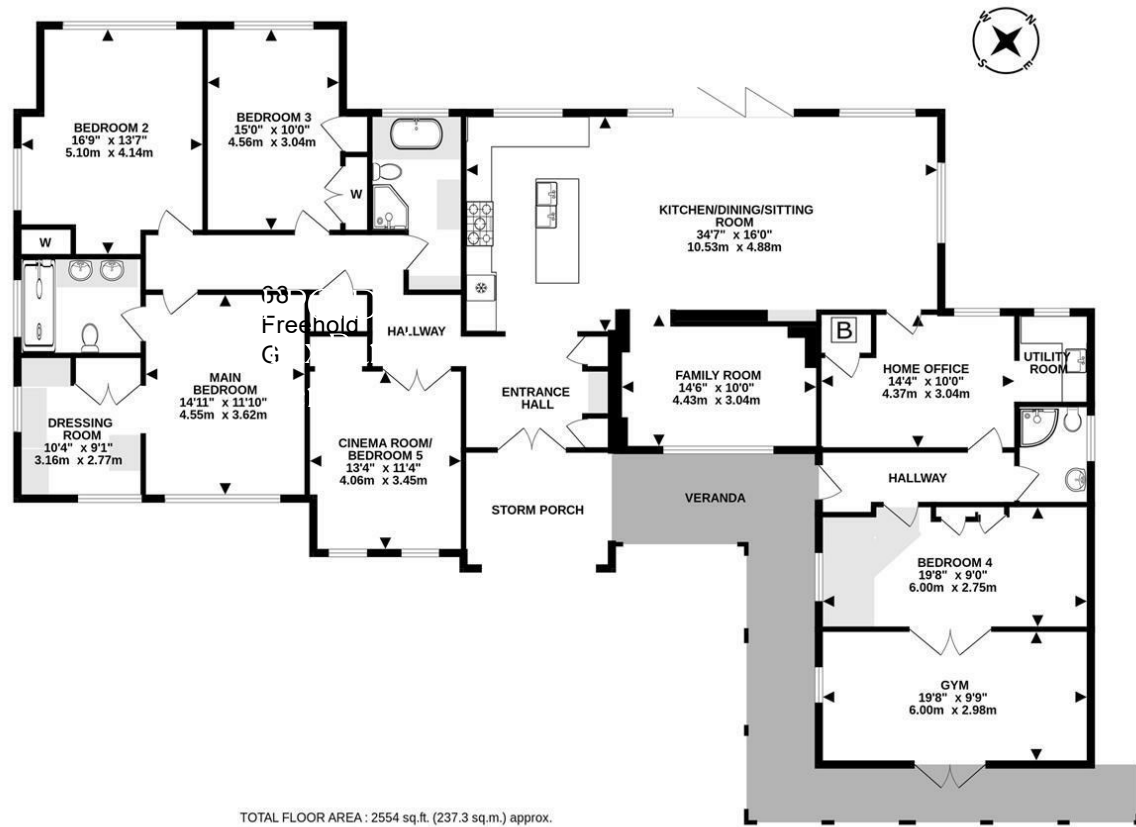 W
N
S
E
BEDROOM 2
16'9" x 13'7"
5.10m x 4.14m
BEDROOM 3
15'0" x 10'0"
4.56m x 3.04m
W
W
KITCHEN/DINING/SITTING
ROOM
34'7" x 16'0"
10.53m x 4.88m
68
Freehold
G
HALLWAY
MAIN
BEDROOM
14'11" x 11'10"
4.55m x 3.62m
DRESSING
ROOM
10'4" x 9'1"
3.16m x 2.77m
CINEMA ROOM/
BEDROOM 5
13'4" x 11'4"
4.06m x 3.45m
ENTRANCE
HALL
FAMILY ROOM
14'6" x 10'0"
4.43m x 3.04m
B
HOME OFFICE
14'4" x 10'0"
4.37m x 3.04m
UTILITY
ROOM
STORM PORCH
VERANDA
HALLWAY
BEDROOM 4
19'8" x 9'0"
6.00m x 2.75m
GYM
19'8" x 9'9"
6.00m x 2.98m
TOTAL FLOOR AREA : 2554 sq.ft. (237.3 sq.m.) approx.